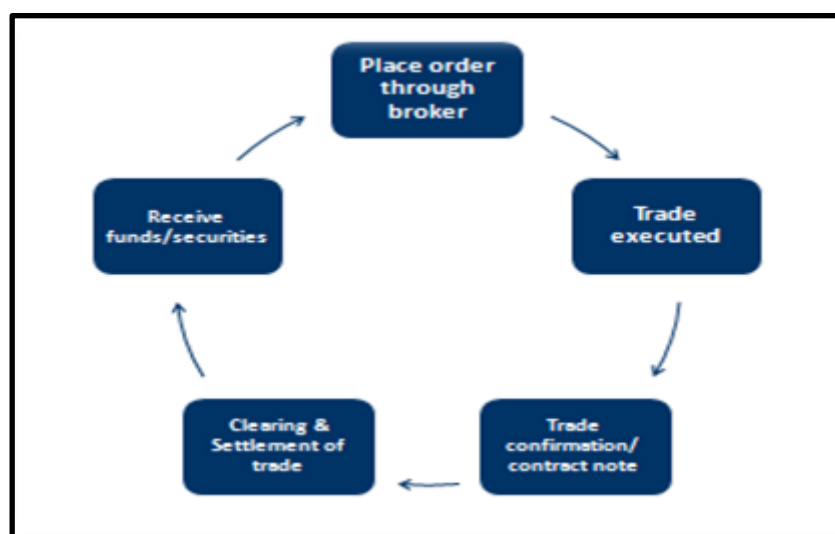 Place order
through
broker
Trade
executed
Trade
confirmation/
contract note
Clearing &
Settlement of
trade
Receive
funds/securities